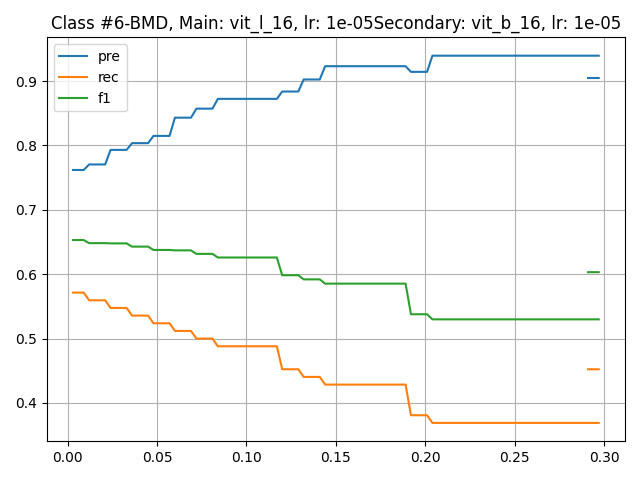 Class #6-BMD, Main: vit_l_16, lr: 1e-05Secondary: vit_b_16, lr: 1e-05
pre
rec
f1
0.9
0.8
0.7
0.6
0.5
0.4
0.00 0.05 0.10 0.15 0.20 0.25 0.30